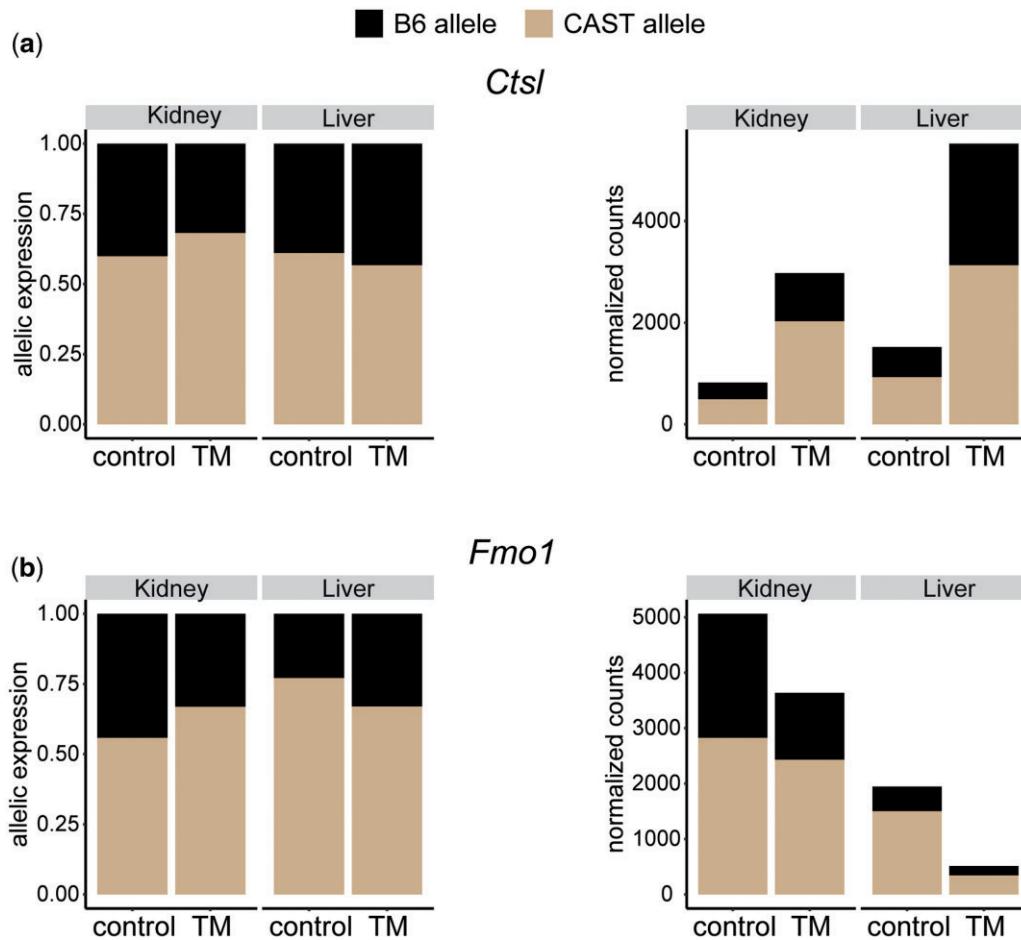 B6 allele CAST allele
(a)
Ctsl
Kidney Liver Kidney Liver
1.00
0.75
0.50
0.25
0.00
allelic expression
4000
2000
0
normalized counts
control TM control TM control TM control TM
(b)
Fmo1
Kidney Liver Kidney Liver
1.00
0.75
0.50
0.25
0.00
allelic expression
5000
4000
3000
2000
1000
0
normalized counts
control TM control TM control TM control TM